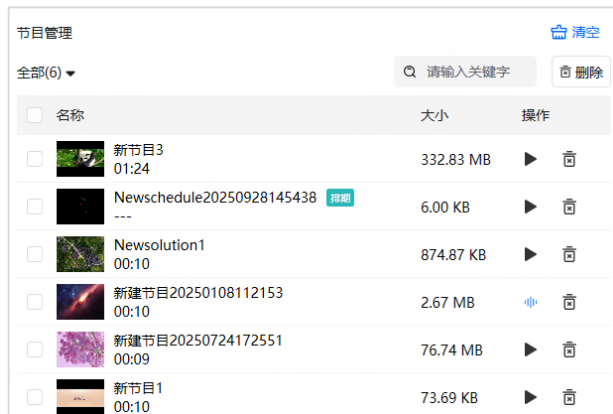 节目管理 清空
全部(6) 请输入关键字 删除
名称 大小 操作
新节目3
01:24 332.83 MB
Newschedule20250928145438 排期
--- 6.00 KB
Newsolution1
00:10 874.87 KB
新建节目20250108112153
00:10 2.67 MB
新建节目20250724172551
00:09 76.74 MB
新节目1
00:10 73.69 KB